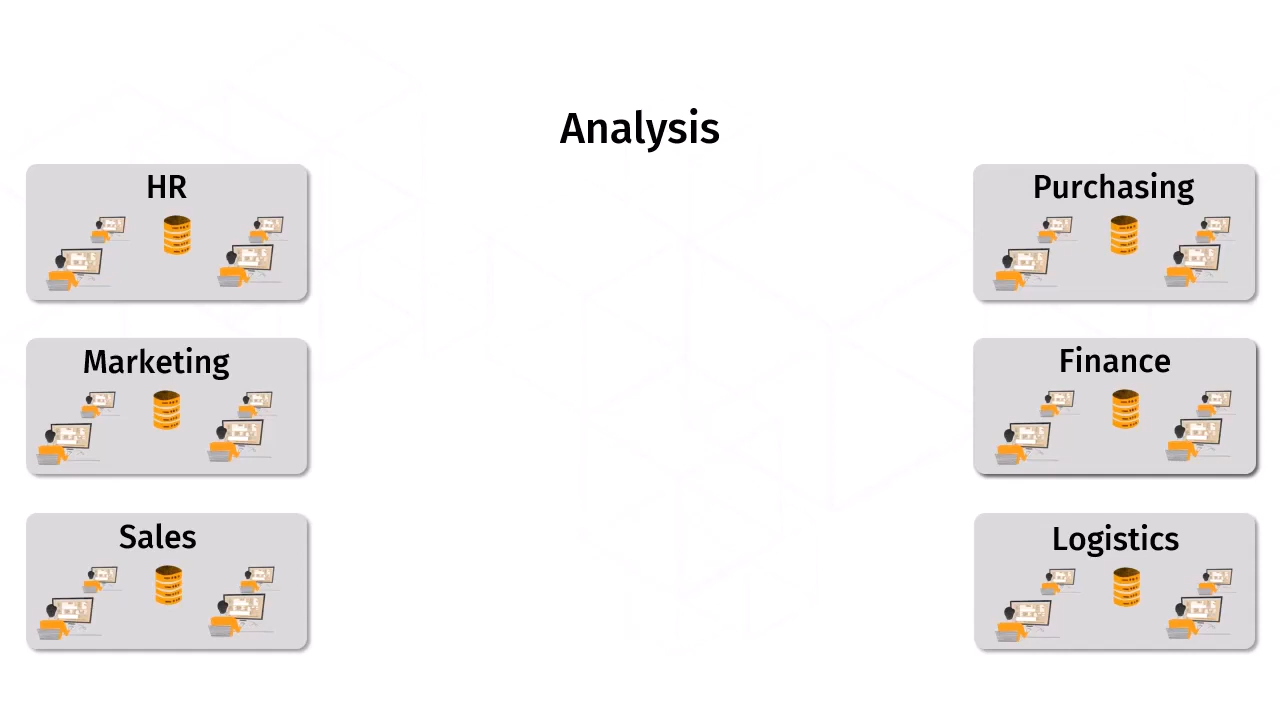 Analysis
HR
Purchasing
Marketing
Finance
Sales
Logistics